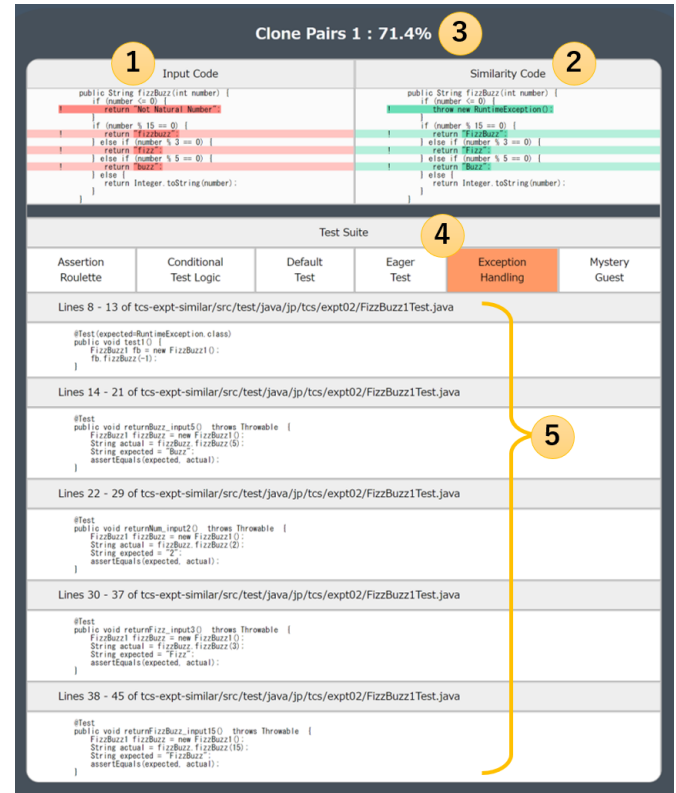 Clone Pairs 1 : 71.4%
3
1
2
Input Code
Similarity Code
public String fizzBuzz(int number) {
if (number <= 0) {
! return "Not Natural Number";
}
if (number % 15 == 0) {
! return "fizzbuzz";
} else if (number % 3 == 0) {
! return "fizz";
} else if (number % 5 == 0) {
! return "buzz";
} else {
return Integer.toString(number);
}
}
public String fizzBuzz(int number) {
if (number <= 0) {
! throw new RuntimeException();
}
if (number % 15 == 0) {
! return "FizzBuzz";
} else if (number % 3 == 0) {
! return "Fizz";
} else if (number % 5 == 0) {
! return "Buzz";
} else {
return Integer.toString(number);
}
}
Test Suite
4
Assertion Roulette
Conditional Test Logic
Default Test
Eager Test
Exception Handling
Mystery Guest
Lines 8 - 13 of tcs-expt-similar/src/test/java/jp/tcs/expt02/FizzBuzz1Test.java
@Test(expected=RuntimeException.class)
public void test1() {
FizzBuzz1 fb = new FizzBuzz1();
fb.fizzBuzz(-1);
}
Lines 14 - 21 of tcs-expt-similar/src/test/java/jp/tcs/expt02/FizzBuzz1Test.java
@Test
public void returnBuzz_input5() throws Throwable {
FizzBuzz1 fizzBuzz = new FizzBuzz1();
String actual = fizzBuzz.fizzBuzz(5);
String expected = "Buzz";
assertEquals(expected, actual);
}
5
Lines 22 - 29 of tcs-expt-similar/src/test/java/jp/tcs/expt02/FizzBuzz1Test.java
@Test
public void returnNum_input2() throws Throwable {
FizzBuzz1 fizzBuzz = new FizzBuzz1();
String actual = fizzBuzz.fizzBuzz(2);
String expected = "2";
assertEquals(expected, actual);
}
Lines 30 - 37 of tcs-expt-similar/src/test/java/jp/tcs/expt02/FizzBuzz1Test.java
@Test
public void returnFizz_input3() throws Throwable {
FizzBuzz1 fizzBuzz = new FizzBuzz1();
String actual = fizzBuzz.fizzBuzz(3);
String expected = "Fizz";
assertEquals(expected, actual);
}
Lines 38 - 45 of tcs-expt-similar/src/test/java/jp/tcs/expt02/FizzBuzz1Test.java
@Test
public void returnFizzBuzz_input15() throws Throwable {
FizzBuzz1 fizzBuzz = new FizzBuzz1();
String actual = fizzBuzz.fizzBuzz(15);
String expected = "FizzBuzz";
assertEquals(expected, actual);
}